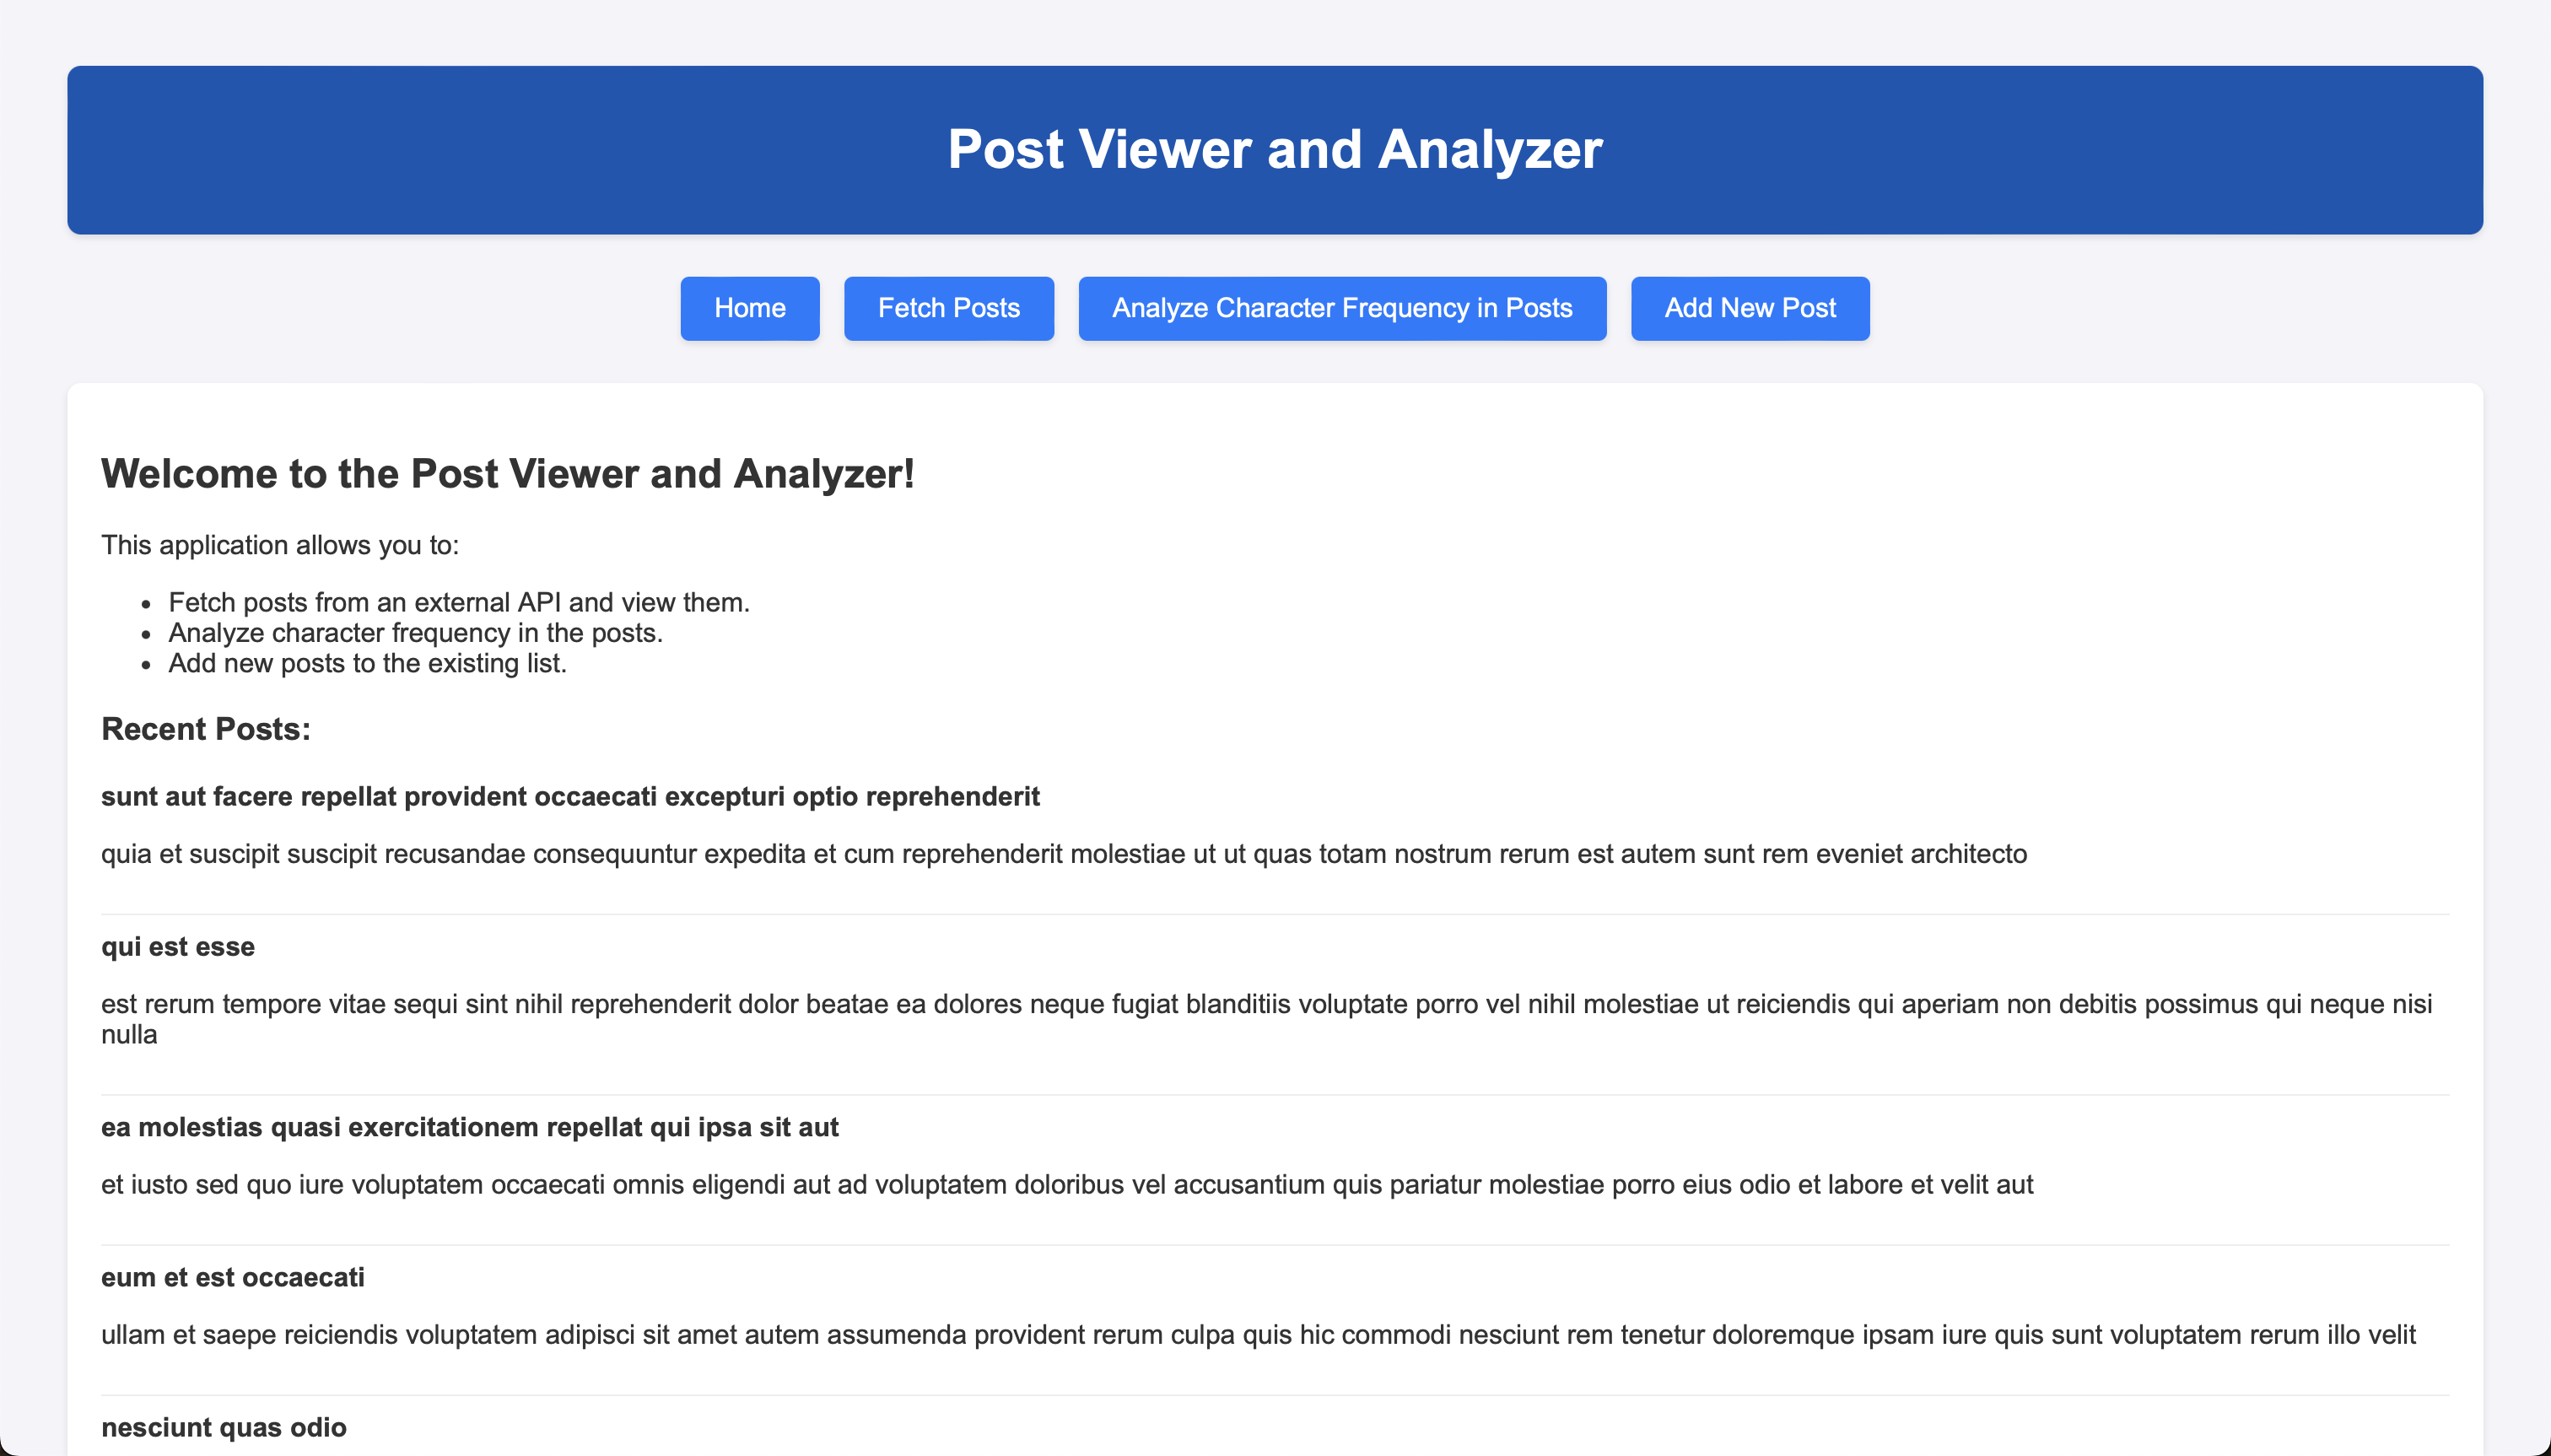 Post Viewer and Analyzer
Home
Fetch Posts
Analyze Character Frequency in Posts
Add New Post
Welcome to the Post Viewer and Analyzer!
This application allows you to:
• Fetch posts from an external API and view them.
• Analyze character frequency in the posts.
• Add new posts to the existing list.
Recent Posts:
sunt aut facere repellat provident occaecati excepturi optio reprehenderit
quia et suscipit suscipit recusandae consequuntur expedita et cum reprehenderit molestiae ut ut quas totam nostrum rerum est autem sunt rem eveniet architecto
qui est esse
est rerum tempore vitae sequi sint nihil reprehenderit dolor beatae ea dolores neque fugiat blanditiis voluptate porro vel nihil molestiae ut reiciendis qui aperiam non debitis possimus qui neque nisi
nulla
ea molestias quasi exercitationem repellat qui ipsa sit aut
et iusto sed quo iure voluptatem occaecati omnis eligendi aut ad voluptatem doloribus vel accusantium quis pariatur molestiae porro eius odio et labore et velit aut
eum et est occaecati
ullam et saepe reiciendis voluptatem adipisci sit amet autem assumenda provident rerum culpa quis hic commodi nesciunt rem tenetur doloremque ipsam iure quis sunt voluptatem rerum illo velit
nesciunt quas odio